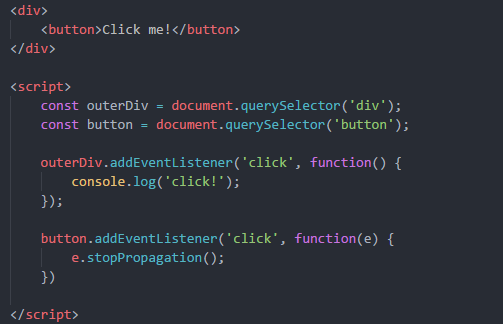 <div>
    <button>Click me!</button>
</div>

<script>
    const outerDiv = document.querySelector('div');
    const button = document.querySelector('button');

    outerDiv.addEventListener('click', function() {
        console.log('click!');
    });

    button.addEventListener('click', function(e) {
        e.stopPropagation();
    })

</script>